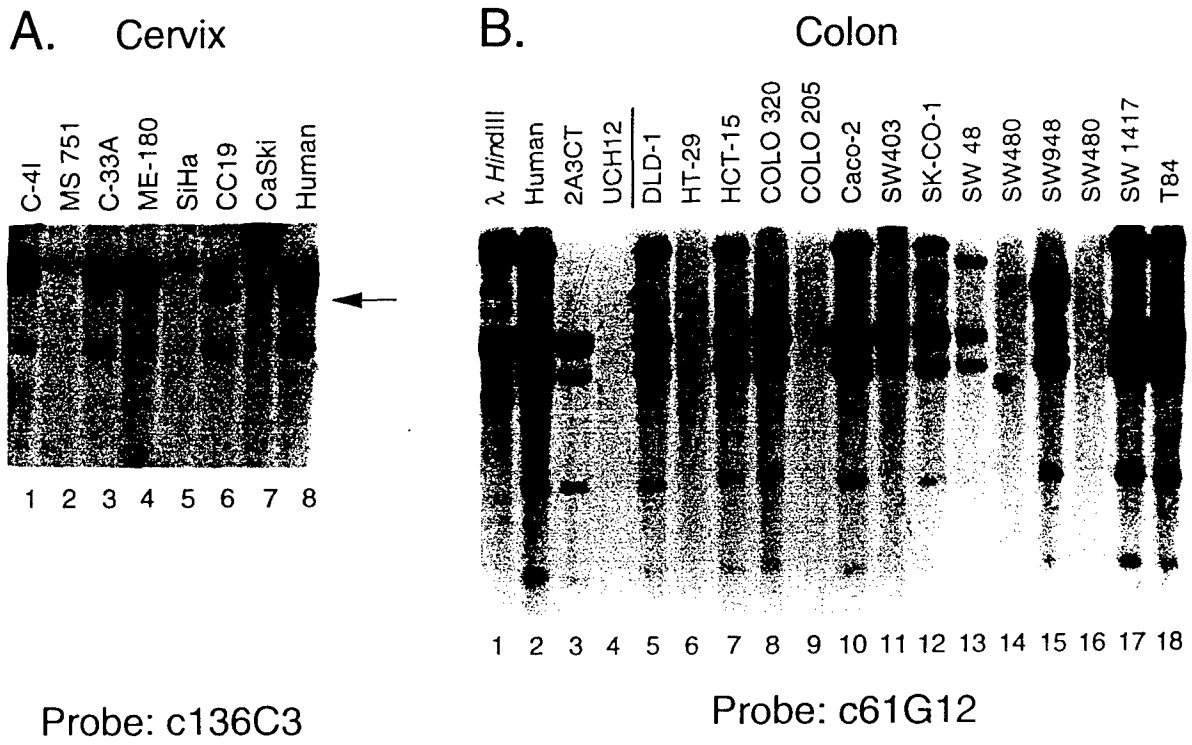 A. Cervix
C-4I
MS 751
C-33A
ME-180
SiHa
CC19
CaSki
Human
1 2 3 4 5 6 7 8
Probe: c136C3
B. Colon
λ HindIII
Human
2A3CT
UCH12
DLD-1
HT-29
HCT-15
COLO 320
COLO 205
Caco-2
SW403
SK-CO-1
SW 48
SW480
SW948
SW480
SW 1417
T84
1 2 3 4 5 6 7 8 9 10 11 12 13 14 15 16 17 18
Probe: c61G12